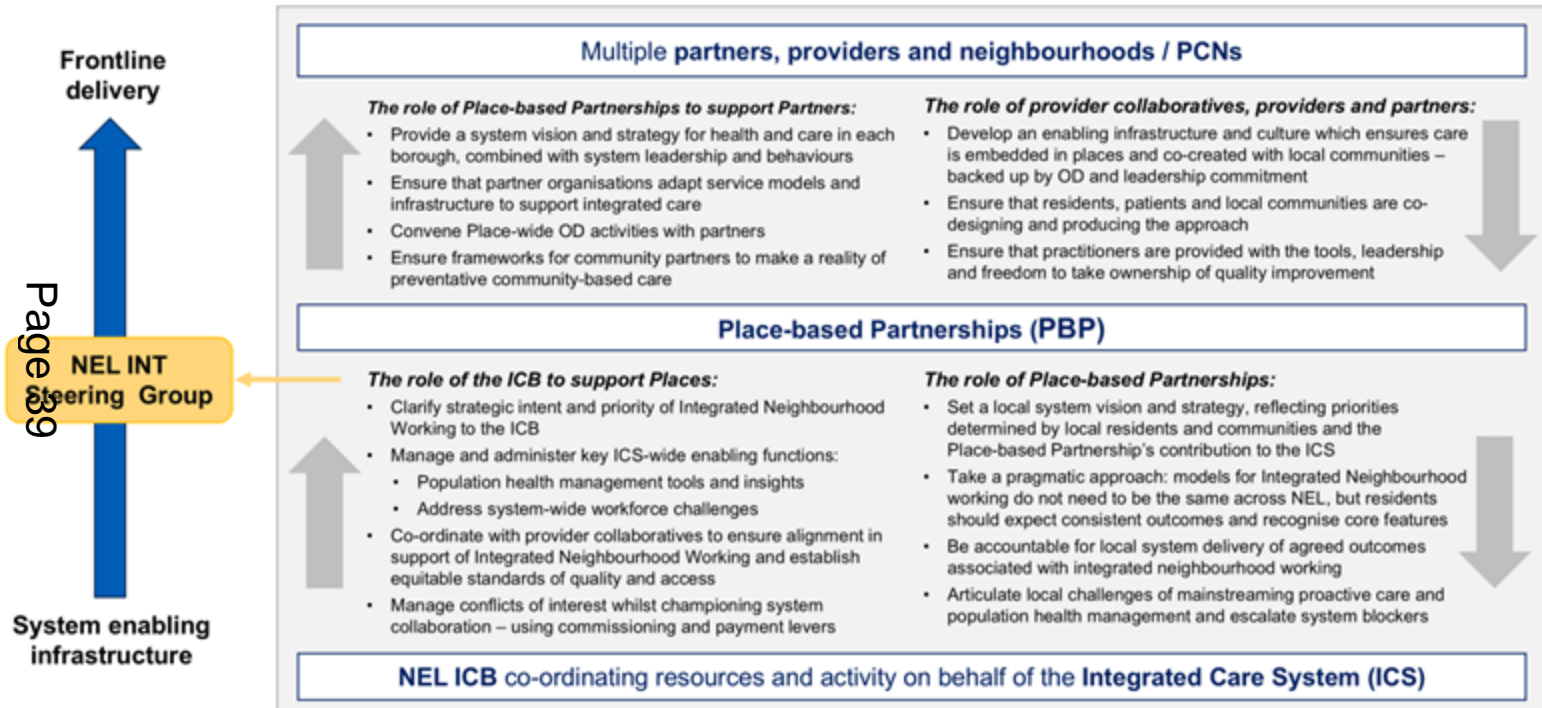 Frontline
delivery
Page 39
NEL INT
Steering Group
System enabling
infrastructure
Multiple partners, providers and neighbourhoods / PCNs
The role of Place-based Partnerships to support Partners:
• Provide a system vision and strategy for health and care in each
borough, combined with system leadership and behaviours
• Ensure that partner organisations adapt service models and
infrastructure to support integrated care
• Convene Place-wide OD activities with partners
• Ensure frameworks for community partners to make a reality of
preventative community-based care
The role of provider collaboratives, providers and partners:
• Develop an enabling infrastructure and culture which ensures care
is embedded in places and co-created with local communities –
backed up by OD and leadership commitment
• Ensure that residents, patients and local communities are co-
designing and producing the approach
• Ensure that practitioners are provided with the tools, leadership
and freedom to take ownership of quality improvement
Place-based Partnerships (PBP)
The role of the ICB to support Places:
• Clarify strategic intent and priority of Integrated Neighbourhood
Working to the ICB
• Manage and administer key ICS-wide enabling functions:
• Population health management tools and insights
• Address system-wide workforce challenges
• Co-ordinate with provider collaboratives to ensure alignment in
support of Integrated Neighbourhood Working and establish
equitable standards of quality and access
• Manage conflicts of interest whilst championing system
collaboration – using commissioning and payment levers
The role of Place-based Partnerships:
• Set a local system vision and strategy, reflecting priorities
determined by local residents and communities and the
Place-based Partnership's contribution to the ICS
• Take a pragmatic approach: models for Integrated Neighbourhood
working do not need to be the same across NEL, but residents
should expect consistent outcomes and recognise core features
• Be accountable for local system delivery of agreed outcomes
associated with integrated neighbourhood working
• Articulate local challenges of mainstreaming proactive care and
population health management and escalate system blockers
NEL ICB co-ordinating resources and activity on behalf of the Integrated Care System (ICS)